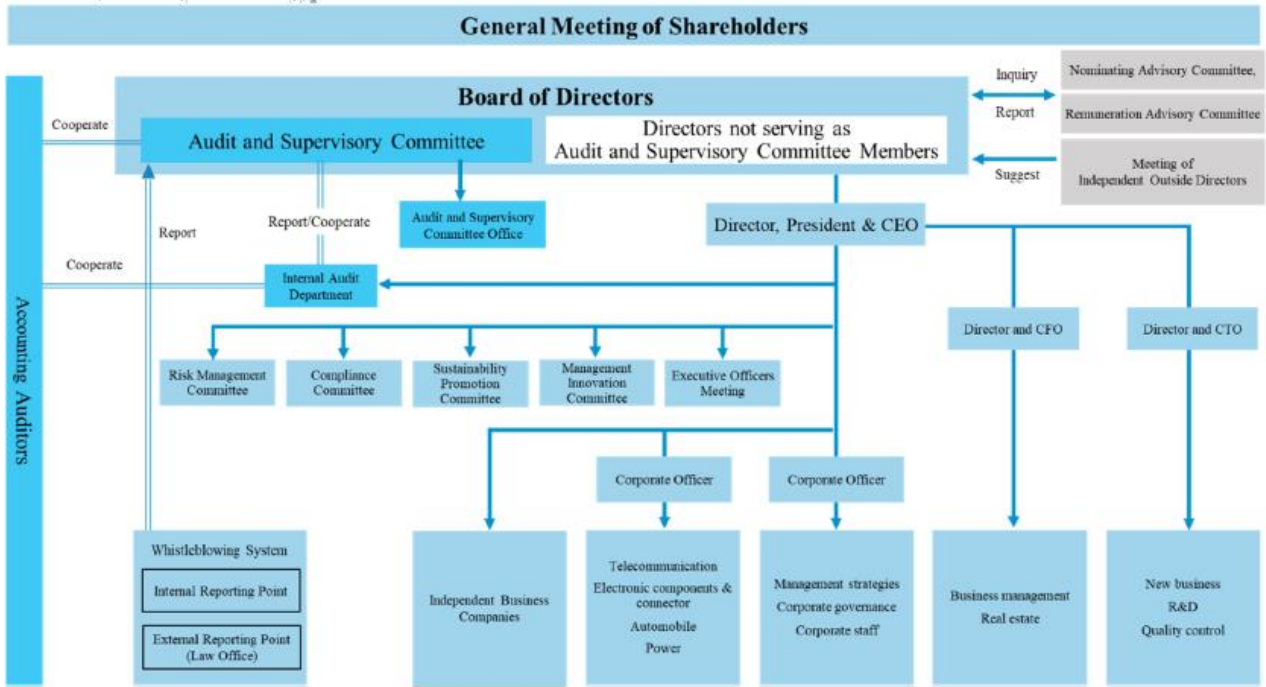 General Meeting of Shareholders
Accounting Auditors
Cooperate
Board of Directors
Audit and Supervisory Committee
Directors not serving as
Audit and Supervisory Committee Members
Inquiry
Report
Suggest
Nominating Advisory Committee,
Remuneration Advisory Committee
Meeting of
Independent Outside Directors
Report
Report/Cooperate
Audit and Supervisory
Committee Office
Director, President & CEO
Cooperate
Internal Audit
Department
Director and CFO
Director and CTO
Risk Management
Committee
Compliance
Committee
Sustainability
Promotion
Committee
Management
Innovation
Committee
Executive Officers
Meeting
Corporate Officer
Corporate Officer
Whistleblowing System
Internal Reporting Point
External Reporting Point
(Law Office)
Independent Business
Companies
Telecommunication
Electronic components &
connector
Automobile
Power
Management strategies
Corporate governance
Corporate staff
Business management
Real estate
New business
R&D
Quality control